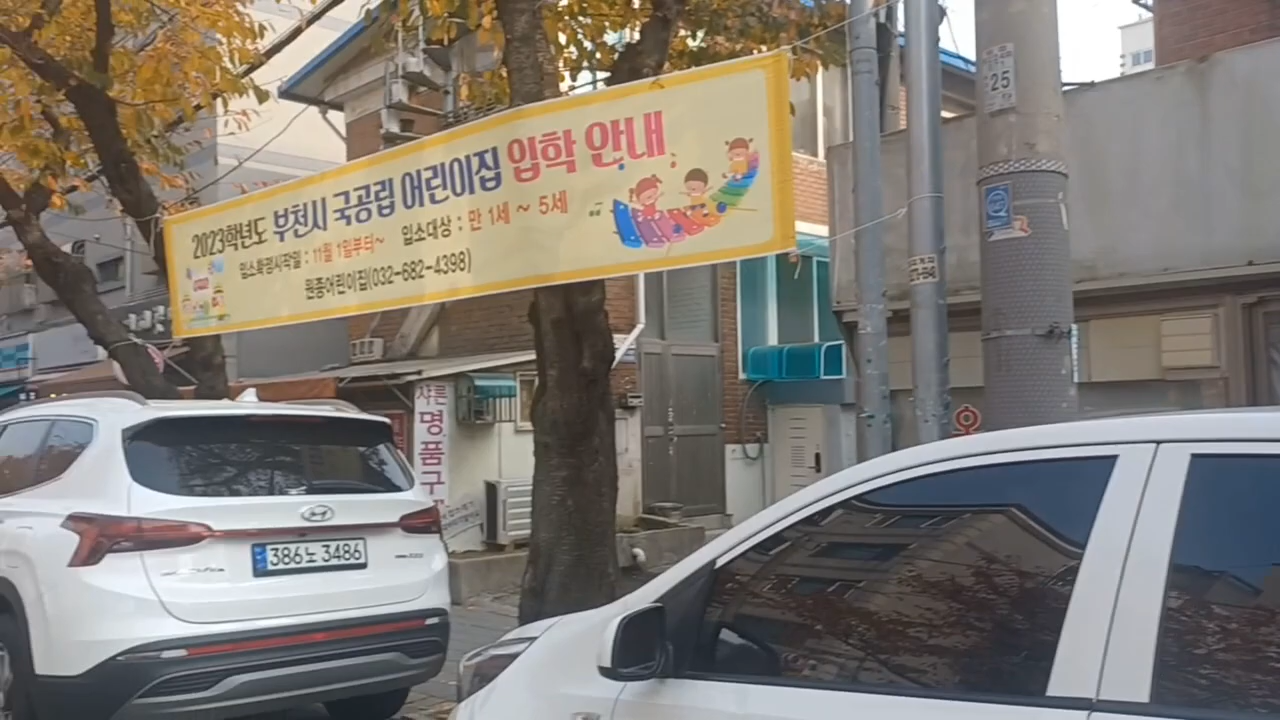 2023학년도 부천시 국공립 어린이집 입학 안내
입소확정시작일 : 11월 1일부터~ 입소대상 : 만 1세 ~ 5세
원종어린이집(032-682-4398)
25
샤론
명품구
386노 3486